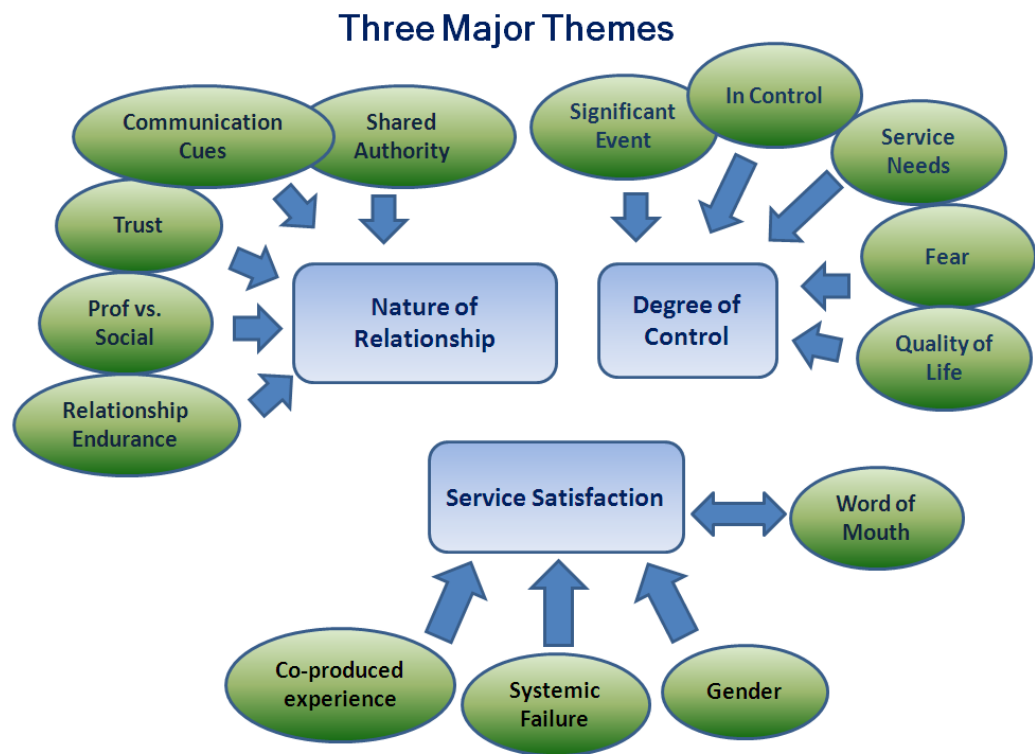 Three Major Themes
Communication
Cues
Shared
Authority
Trust
Prof vs.
Social
Relationship
Endurance
Nature of
Relationship
Significant
Event
In Control
Service
Needs
Fear
Quality of
Life
Degree of
Control
Service Satisfaction
Word of
Mouth
Co-produced
experience
Systemic
Failure
Gender